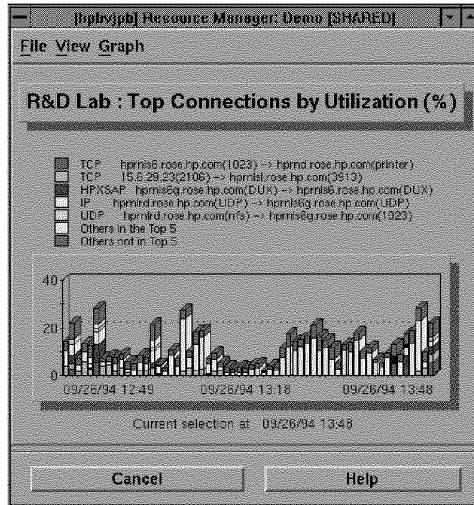 [hpbvjpb] Resource Manager: Demo [SHARED]
File View Graph
R&D Lab : Top Connections by Utilization (%)
TCP hprnls6.rose.hp.com(1023) -> hprnd.rose.hp.com(printer)
TCP 15.6.29.23(2106) -> hprnlsl.rose.hp.com(3913)
HPXSAP hprnls6g.rose.hp.com(DUX) -> hprnls6.rose.hp.com(DUX)
IP hprnlrd.rose.hp.com(UDP) -> hprnls6g.rose.hp.com(UDP)
UDP hprnlrd.rose.hp.com(nfs) -> hprnls6g.rose.hp.com(1023)
Others in the Top 5
Others not in Top 5
40
20
0
09/26/94 12:49 09/26/94 13:18 09/26/94 13:48
Current selection at 09/26/94 13:48
Cancel Help